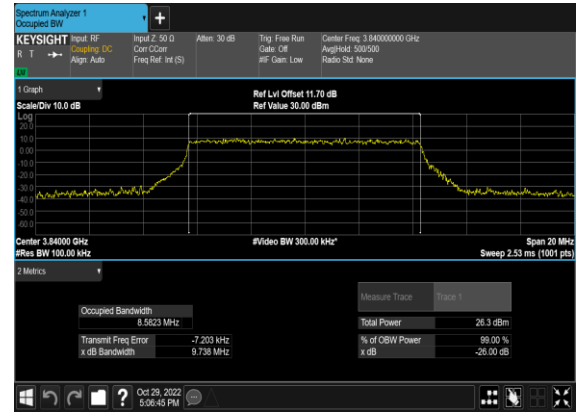 Spectrum Analyzer 1
Occupied BW
+
KEYSIGHT Input: RF Input Z: 50 Ω Atten: 30 dB Trig: Free Run Center Freq: 3.840000000 GHz
R T Coupling: DC Corr CCorr Gate: Off Avg|Hold: 500/500
Align: Auto Freq Ref: Int (S) #IF Gain: Low Radio Std: None
1 Graph
Ref Lvl Offset 11.70 dB
Scale/Div 10.0 dB Ref Value 30.00 dBm
Log
20.0
10.0
0.00
-10.0
-20.0
-30.0
-40.0
-50.0
-60.0
Center 3.84000 GHz #Video BW 300.00 kHz* Span 20 MHz
#Res BW 100.00 kHz Sweep 2.53 ms (1001 pts)
2 Metrics
Measure Trace Trace 1
Occupied Bandwidth
8.5823 MHz Total Power 26.3 dBm
Transmit Freq Error -7.203 kHz % of OBW Power 99.00 %
x dB Bandwidth 9.738 MHz x dB -26.00 dB
? Oct 29, 2022
5:06:45 PM